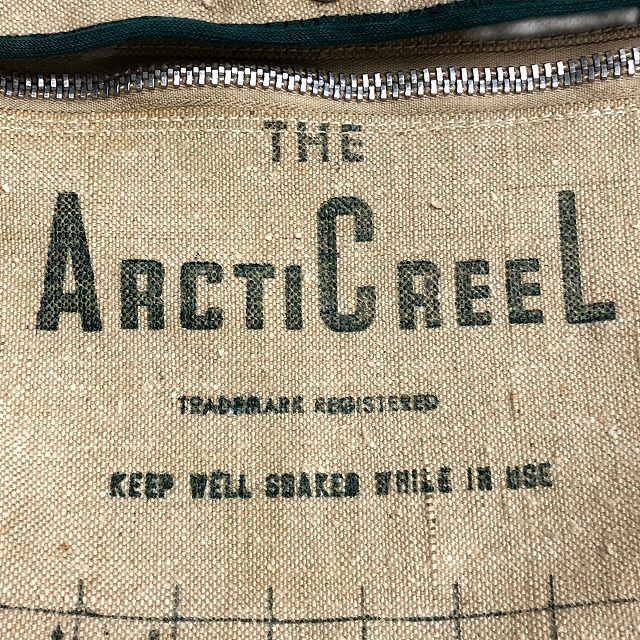 THE
ARCTICREEL
TRADEMARK REGISTERED
KEEP WELL SOAKED WHILE IN USE